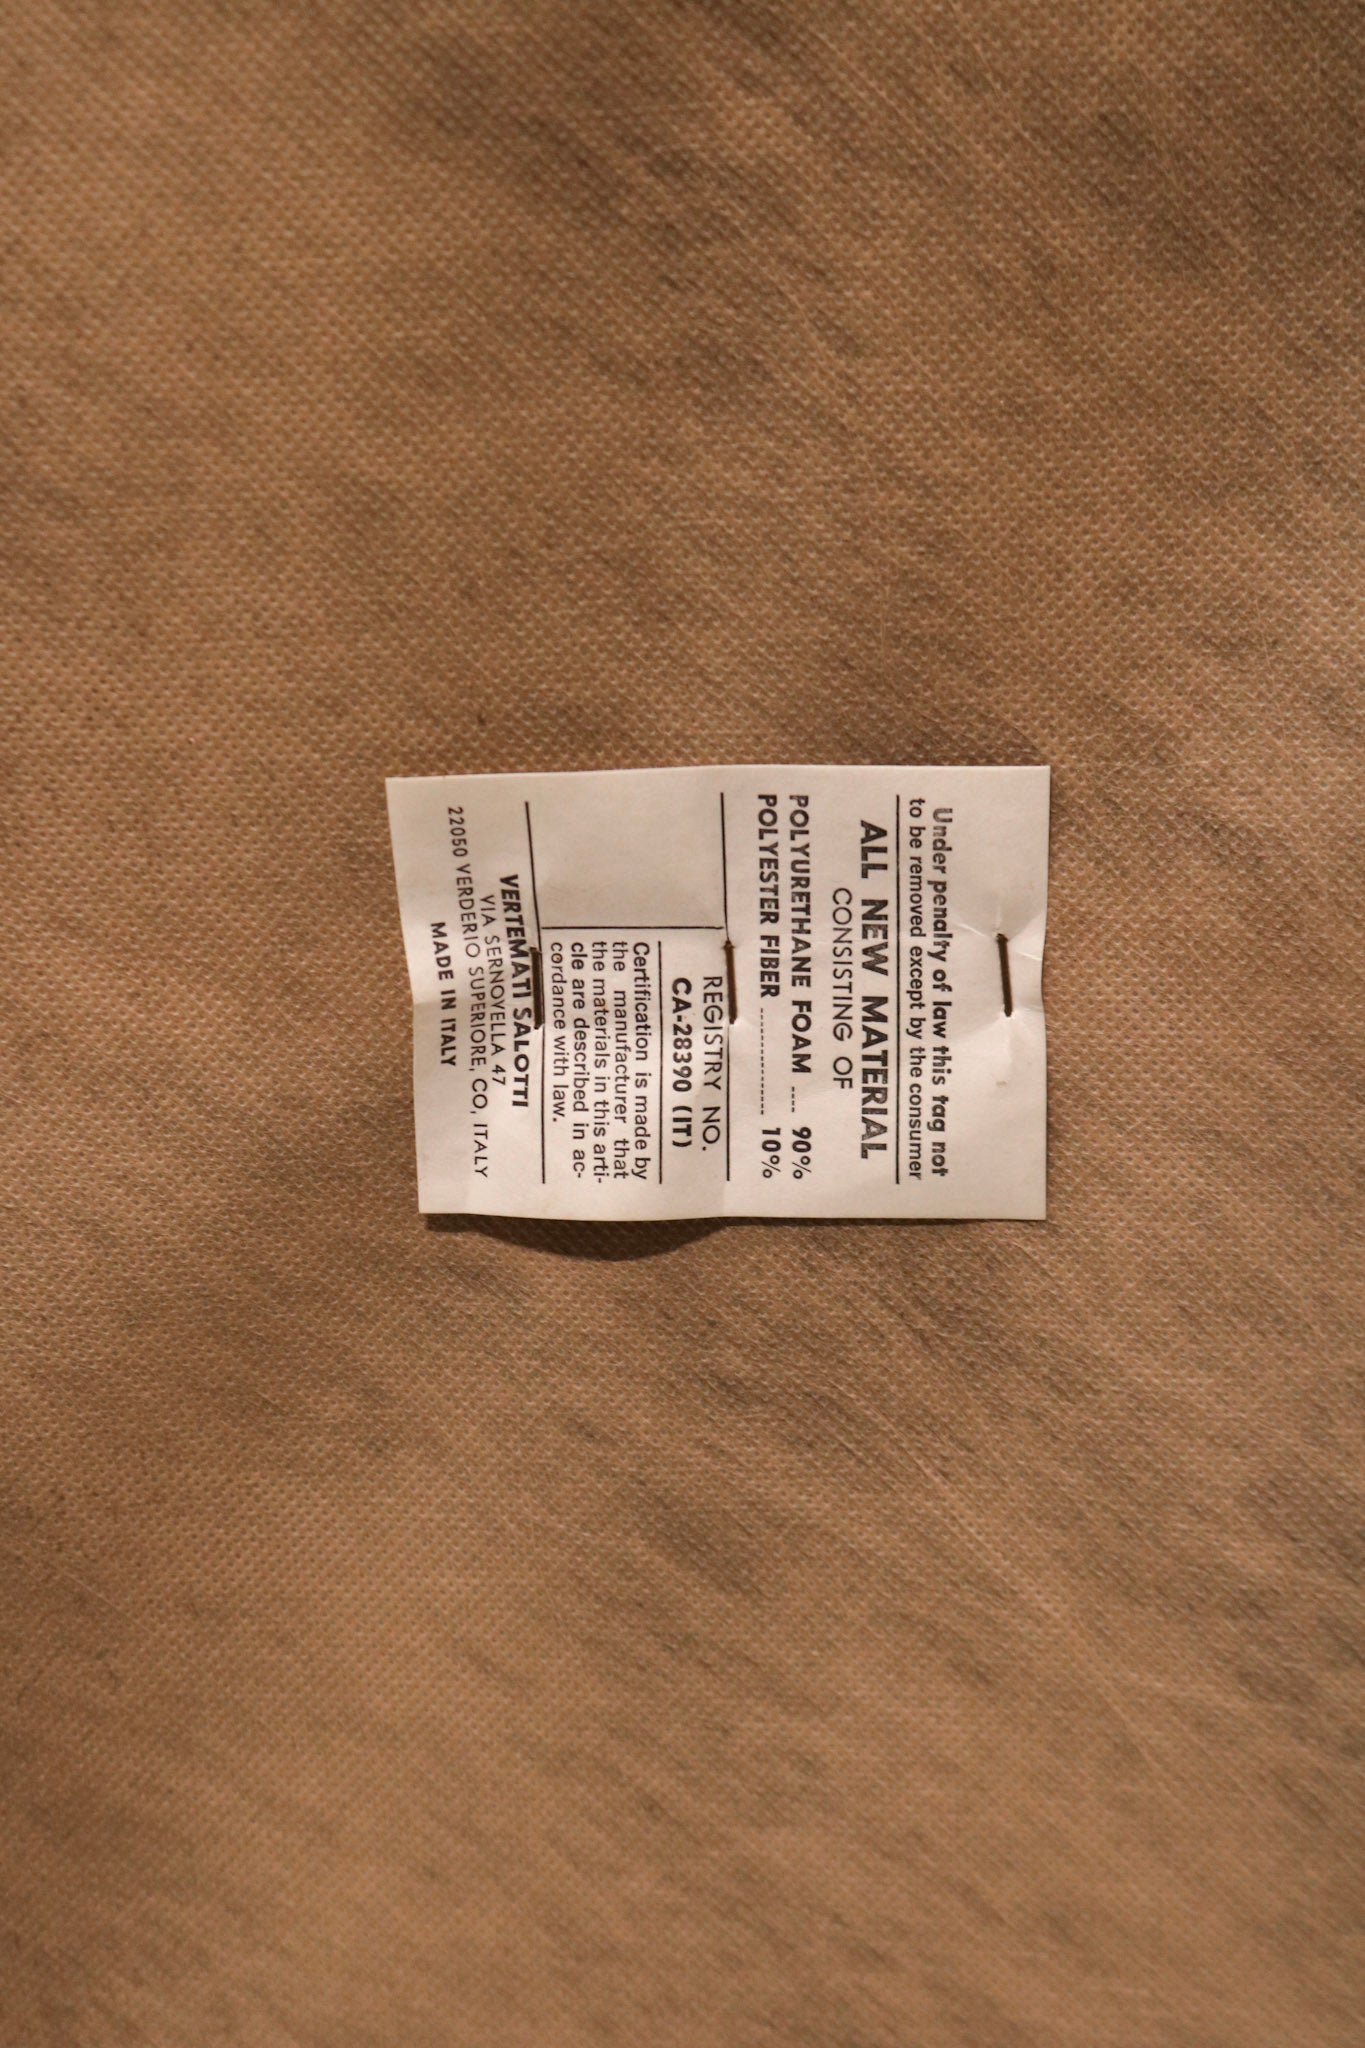 Under penalty of law this tag not
to be removed except by the consumer
ALL NEW MATERIAL
CONSISTING OF
POLYURETHANE FOAM ---- 90%
POLYESTER FIBER -------------- 10%
REGISTRY NO.
CA-28390 (IT)
Certification is made by
the manufacturer that
the materials in this arti-
cle are described in ac-
cordance with law.
VERTEMATI SALOTTI
VIA SERNOVELLA 47
22050 VERDERIO SUPERIORE, CO, ITALY
MADE IN ITALY